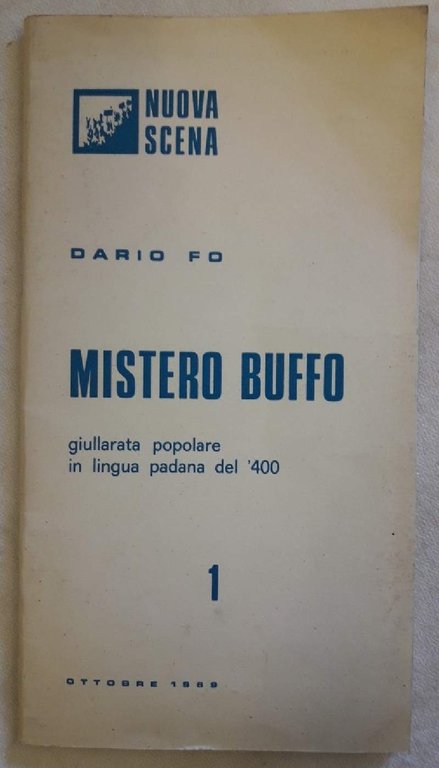 NUOVA
SCENA
DARIO FO
MISTERO BUFFO
giullarata popolare
in lingua padana del '400
1
OTTOBRE 1969